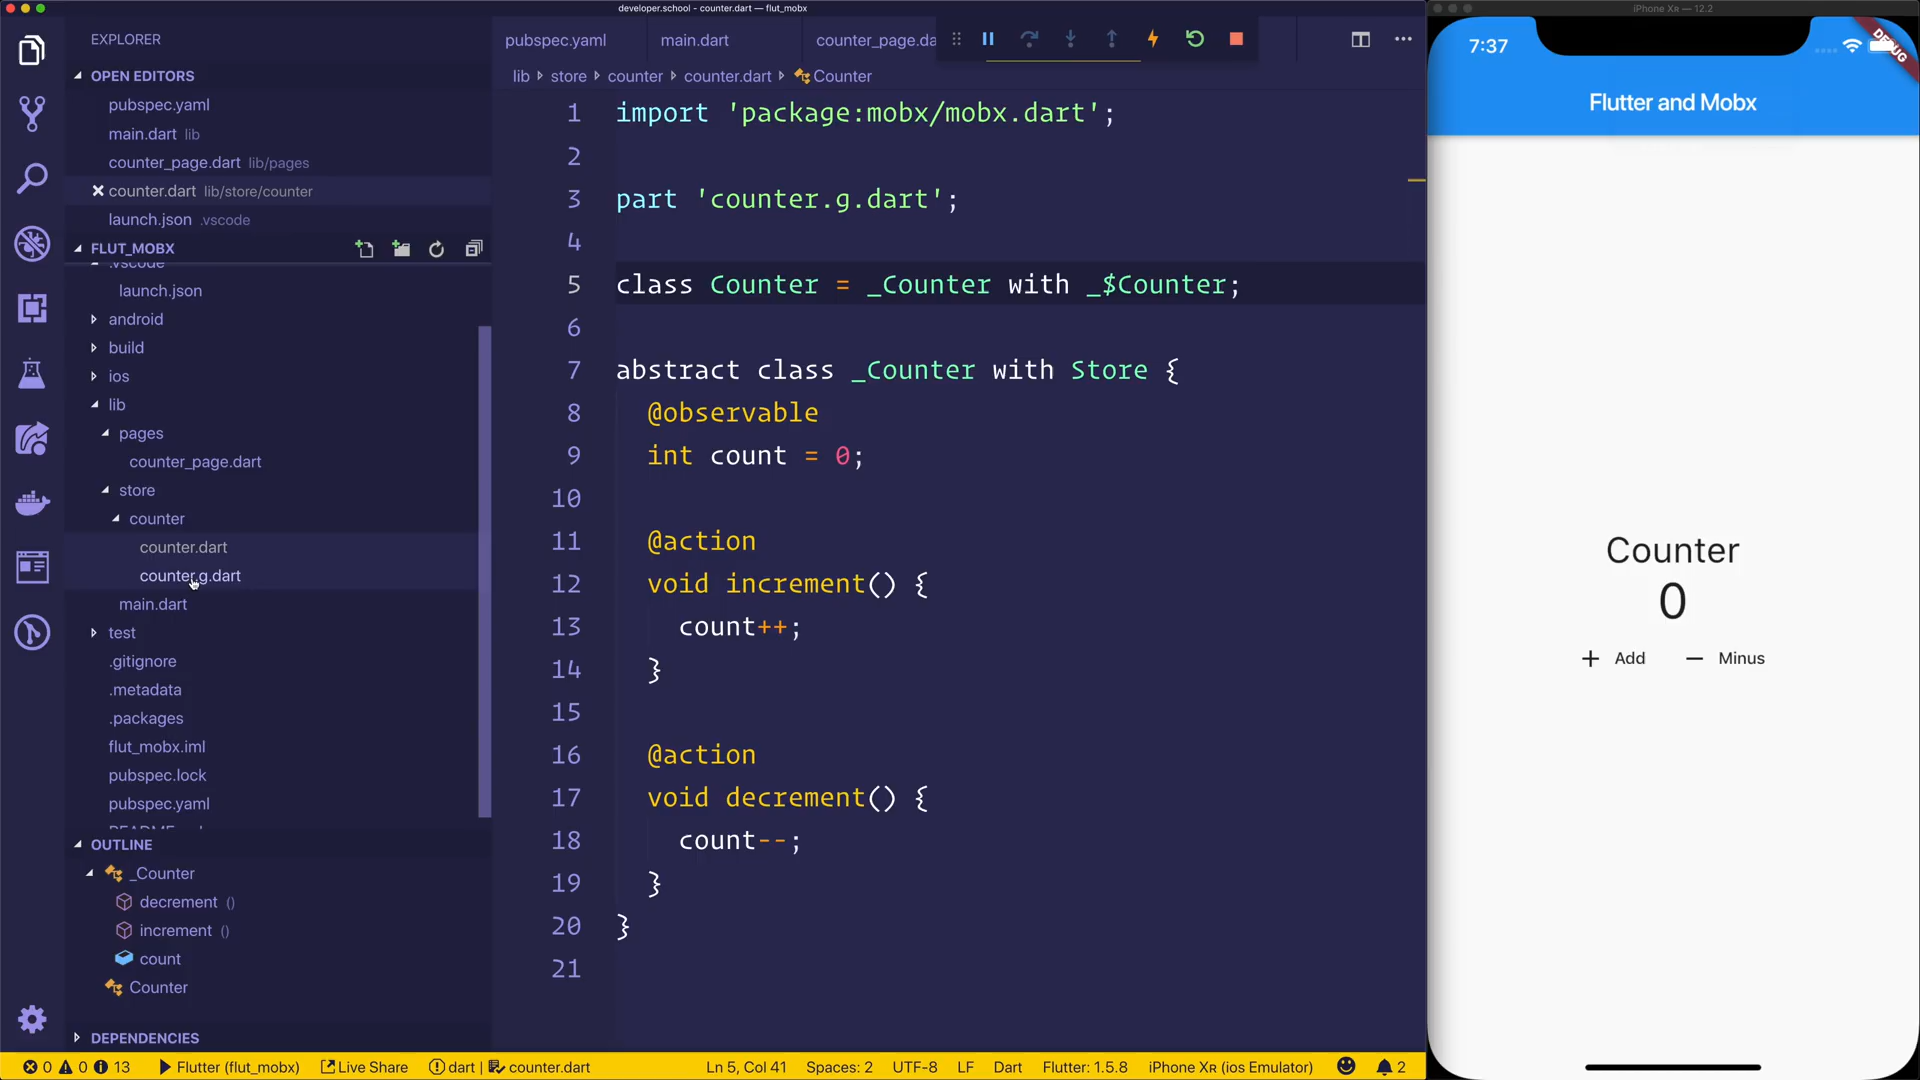 developer.school - counter.dart — flut_mobx
iPhone XR — 12.2
EXPLORER
OPEN EDITORS
pubspec.yaml
main.dart lib
counter_page.dart lib/pages
counter.dart lib/store/counter
launch.json .vscode
FLUT_MOBX
.vscode
launch.json
android
build
ios
lib
pages
counter_page.dart
store
counter
counter.dart
counter.g.dart
main.dart
test
.gitignore
.metadata
.packages
flut_mobx.iml
pubspec.lock
pubspec.yaml
OUTLINE
_Counter
decrement ()
increment ()
count
Counter
DEPENDENCIES
pubspec.yaml main.dart counter_page.da
lib store counter counter.dart Counter
1 import 'package:mobx/mobx.dart';
2
3 part 'counter.g.dart';
4
5 class Counter = _Counter with _$Counter;
6
7 abstract class _Counter with Store {
8 @observable
9 int count = 0;
10
11 @action
12 void increment() {
13 count++;
14 }
15
16 @action
17 void decrement() {
18 count--;
19 }
20 }
21
7:37
DEBUG
Flutter and Mobx
Counter
0
+ Add − Minus
0 0 13 Flutter (flut_mobx) Live Share dart | counter.dart Ln 5, Col 41 Spaces: 2 UTF-8 LF Dart Flutter: 1.5.8 iPhone XR (ios Emulator) 2